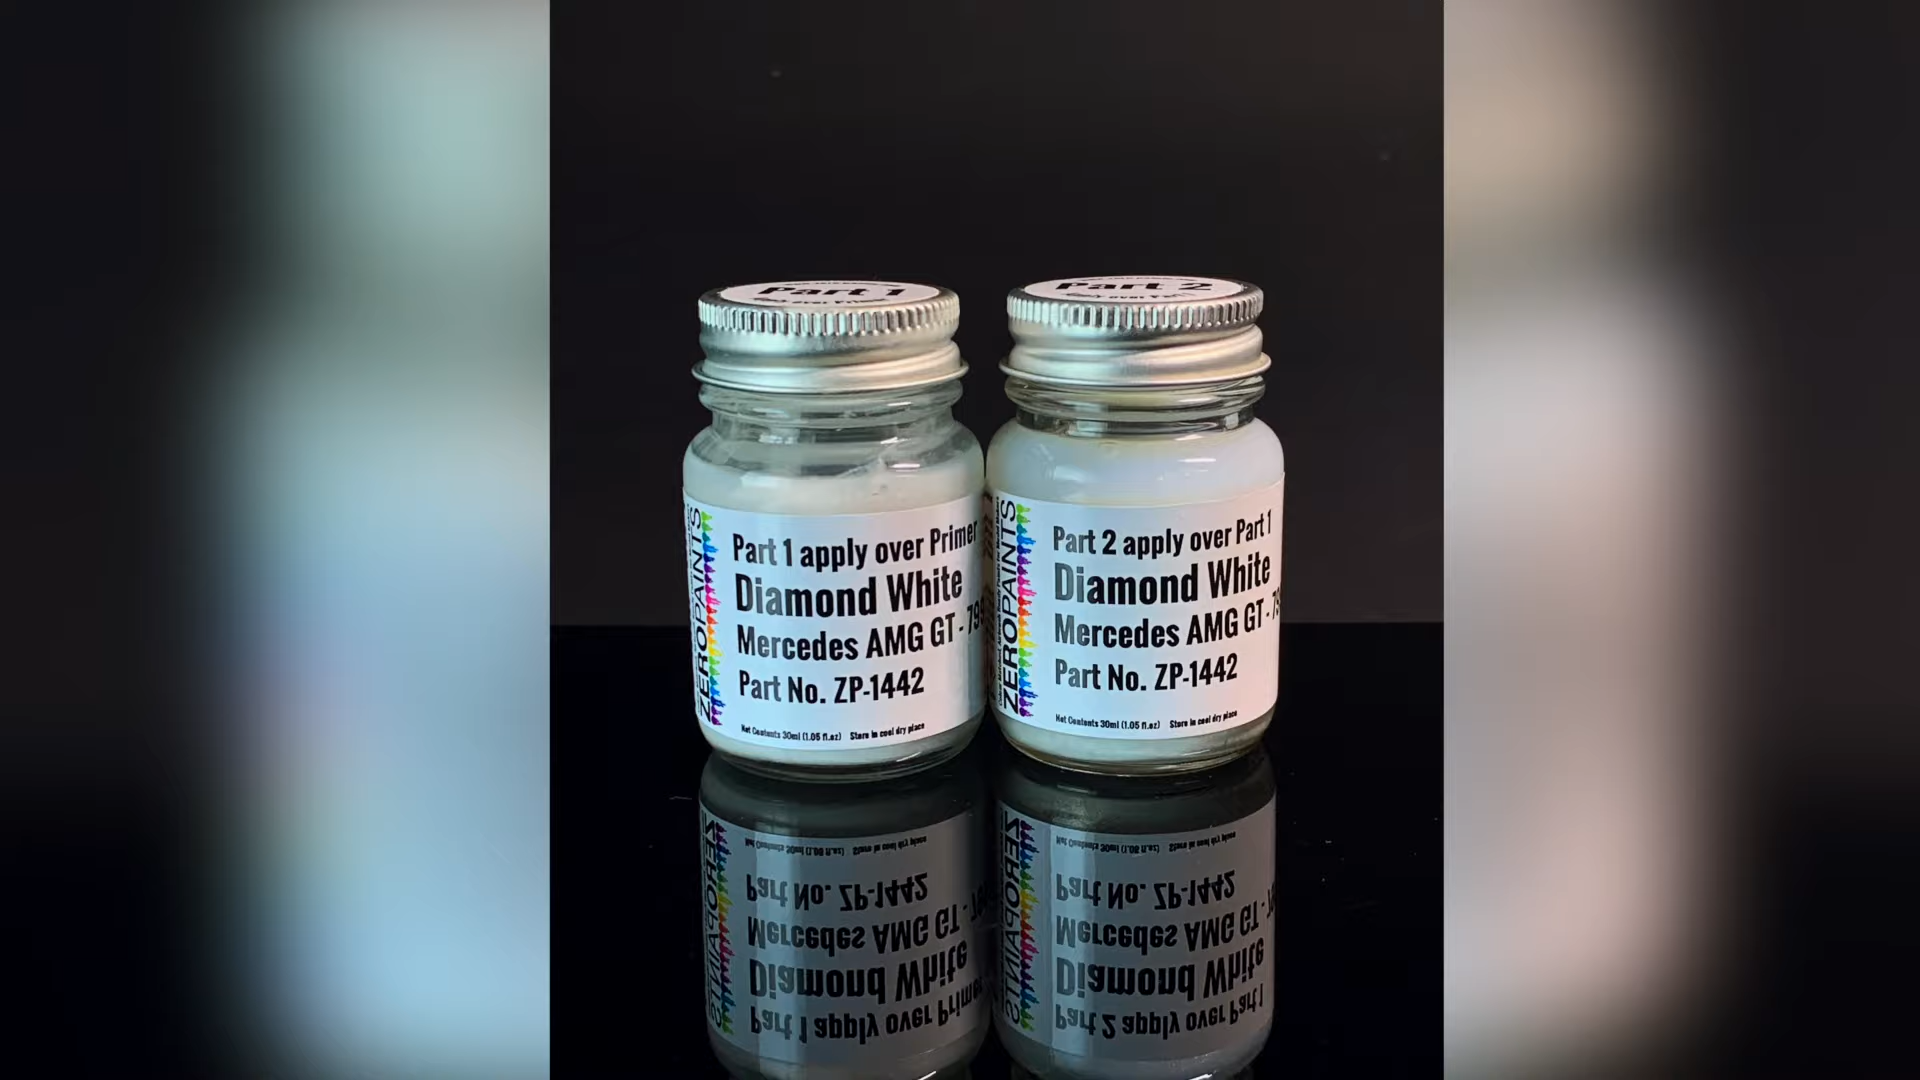 Part 1
Part 2
ZEROPAINTS
Part 1 apply over Primer
Diamond White
Mercedes AMG GT - 79
Part No. ZP-1442
Net Contents 30ml (1.05 fl.oz) Store in cool dry place
ZEROPAINTS
Part 2 apply over Part 1
Diamond White
Mercedes AMG GT - 7
Part No. ZP-1442
Net Contents 30ml (1.05 fl.oz) Store in cool dry place